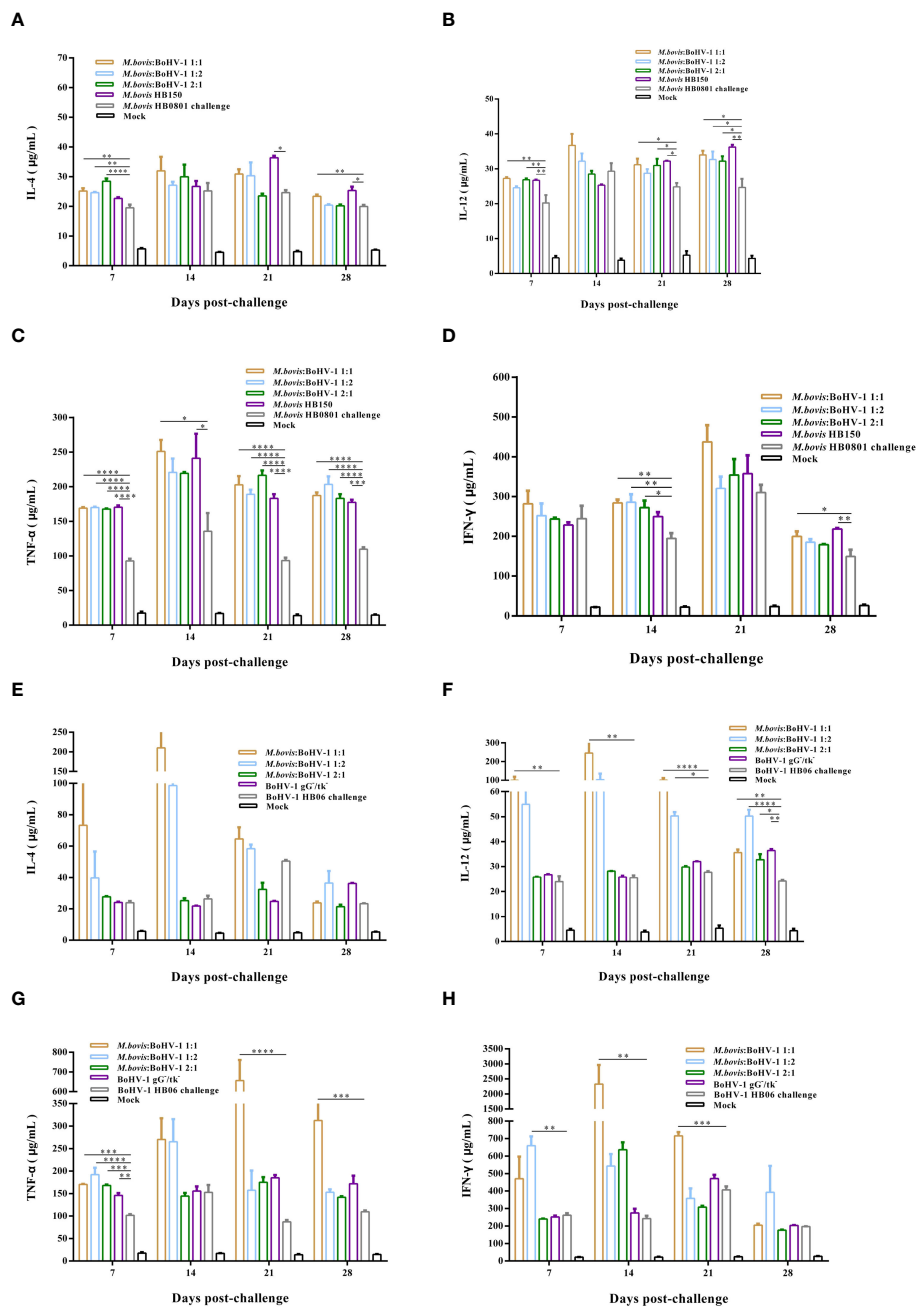 A
M.bovis:BoHV-1 1:1
M.bovis:BoHV-1 1:2
M.bovis:BoHV-1 2:1
M.bovis HB150
M.bovis HB0801 challenge
Mock
IL-4 ( µg/mL )
40
30
20
10
0
**
**
****
*
**
*
7 14 21 28
Days post-challenge
B
M.bovis:BoHV-1 1:1
M.bovis:BoHV-1 1:2
M.bovis:BoHV-1 2:1
M.bovis HB150
M.bovis HB0801 challenge
Mock
IL-12 ( µg/mL )
50
40
30
20
10
0
**
**
**
*
*
*
*
*
*
**
7 14 21 28
Days post-challenge
C
M.bovis:BoHV-1 1:1
M.bovis:BoHV-1 1:2
M.bovis:BoHV-1 2:1
M.bovis HB150
M.bovis HB0801 challenge
Mock
TNF-α ( µg/mL )
300
250
200
150
100
50
0
****
****
****
****
*
*
****
****
****
****
****
****
****
***
7 14 21 28
Days post-challenge
D
M.bovis:BoHV-1 1:1
M.bovis:BoHV-1 1:2
M.bovis:BoHV-1 2:1
M.bovis HB150
M.bovis HB0801 challenge
Mock
IFN-γ ( µg/mL )
600
500
400
300
200
100
0
**
**
*
*
**
7 14 21 28
Days post-challenge
E
M.bovis:BoHV-1 1:1
M.bovis:BoHV-1 1:2
M.bovis:BoHV-1 2:1
BoHV-1 gG-/tk-
BoHV-1 HB06 challenge
Mock
IL-4 ( µg/mL )
250
200
150
100
80
60
40
20
0
7 14 21 28
Days post-challenge
F
M.bovis:BoHV-1 1:1
M.bovis:BoHV-1 1:2
M.bovis:BoHV-1 2:1
BoHV-1 gG-/tk-
BoHV-1 HB06 challenge
Mock
IL-12 ( µg/mL )
300
200
100
60
50
40
30
20
10
0
**
**
****
*
**
****
*
**
7 14 21 28
Days post-challenge
G
M.bovis:BoHV-1 1:1
M.bovis:BoHV-1 1:2
M.bovis:BoHV-1 2:1
BoHV-1 gG-/tk-
BoHV-1 HB06 challenge
Mock
TNF-α ( µg/mL )
800
700
600
500
400
350
300
250
200
150
100
50
0
***
****
***
**
****
***
7 14 21 28
Days post-challenge
H
M.bovis:BoHV-1 1:1
M.bovis:BoHV-1 1:2
M.bovis:BoHV-1 2:1
BoHV-1 gG-/tk-
BoHV-1 HB06 challenge
Mock
IFN-γ ( µg/mL )
3500
3000
2500
2000
1500
1000
900
800
700
600
500
400
300
200
100
0
**
**
***
7 14 21 28
Days post-challenge